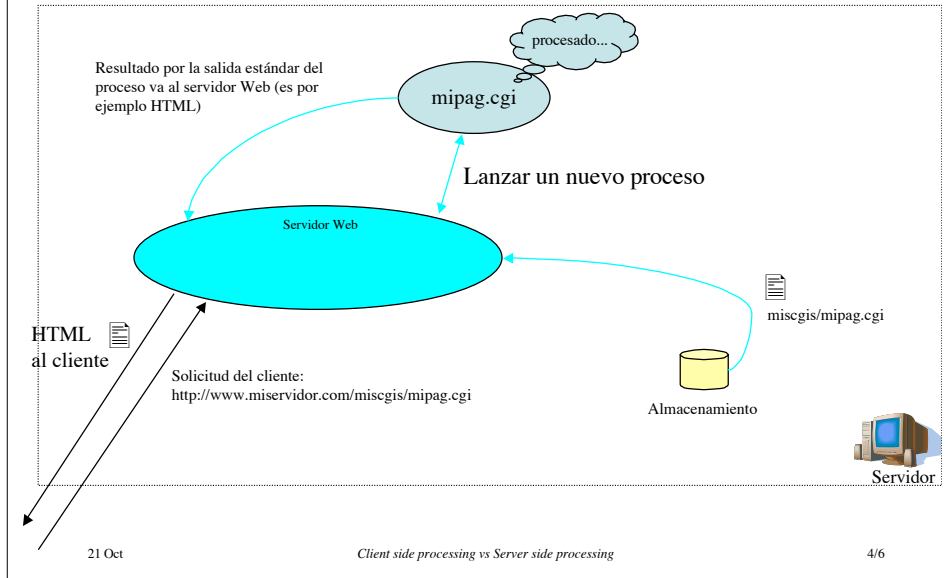 procesado...
Resultado por la salida estándar del
proceso va al servidor Web (es por
ejemplo HTML)
mipag.cgi
Lanzar un nuevo proceso
Servidor Web
miscgis/mipag.cgi
HTML
al cliente
Solicitud del cliente:
http://www.miservidor.com/miscgis/mipag.cgi
Almacenamiento
Servidor
21 Oct
Client side processing vs Server side processing
4/6